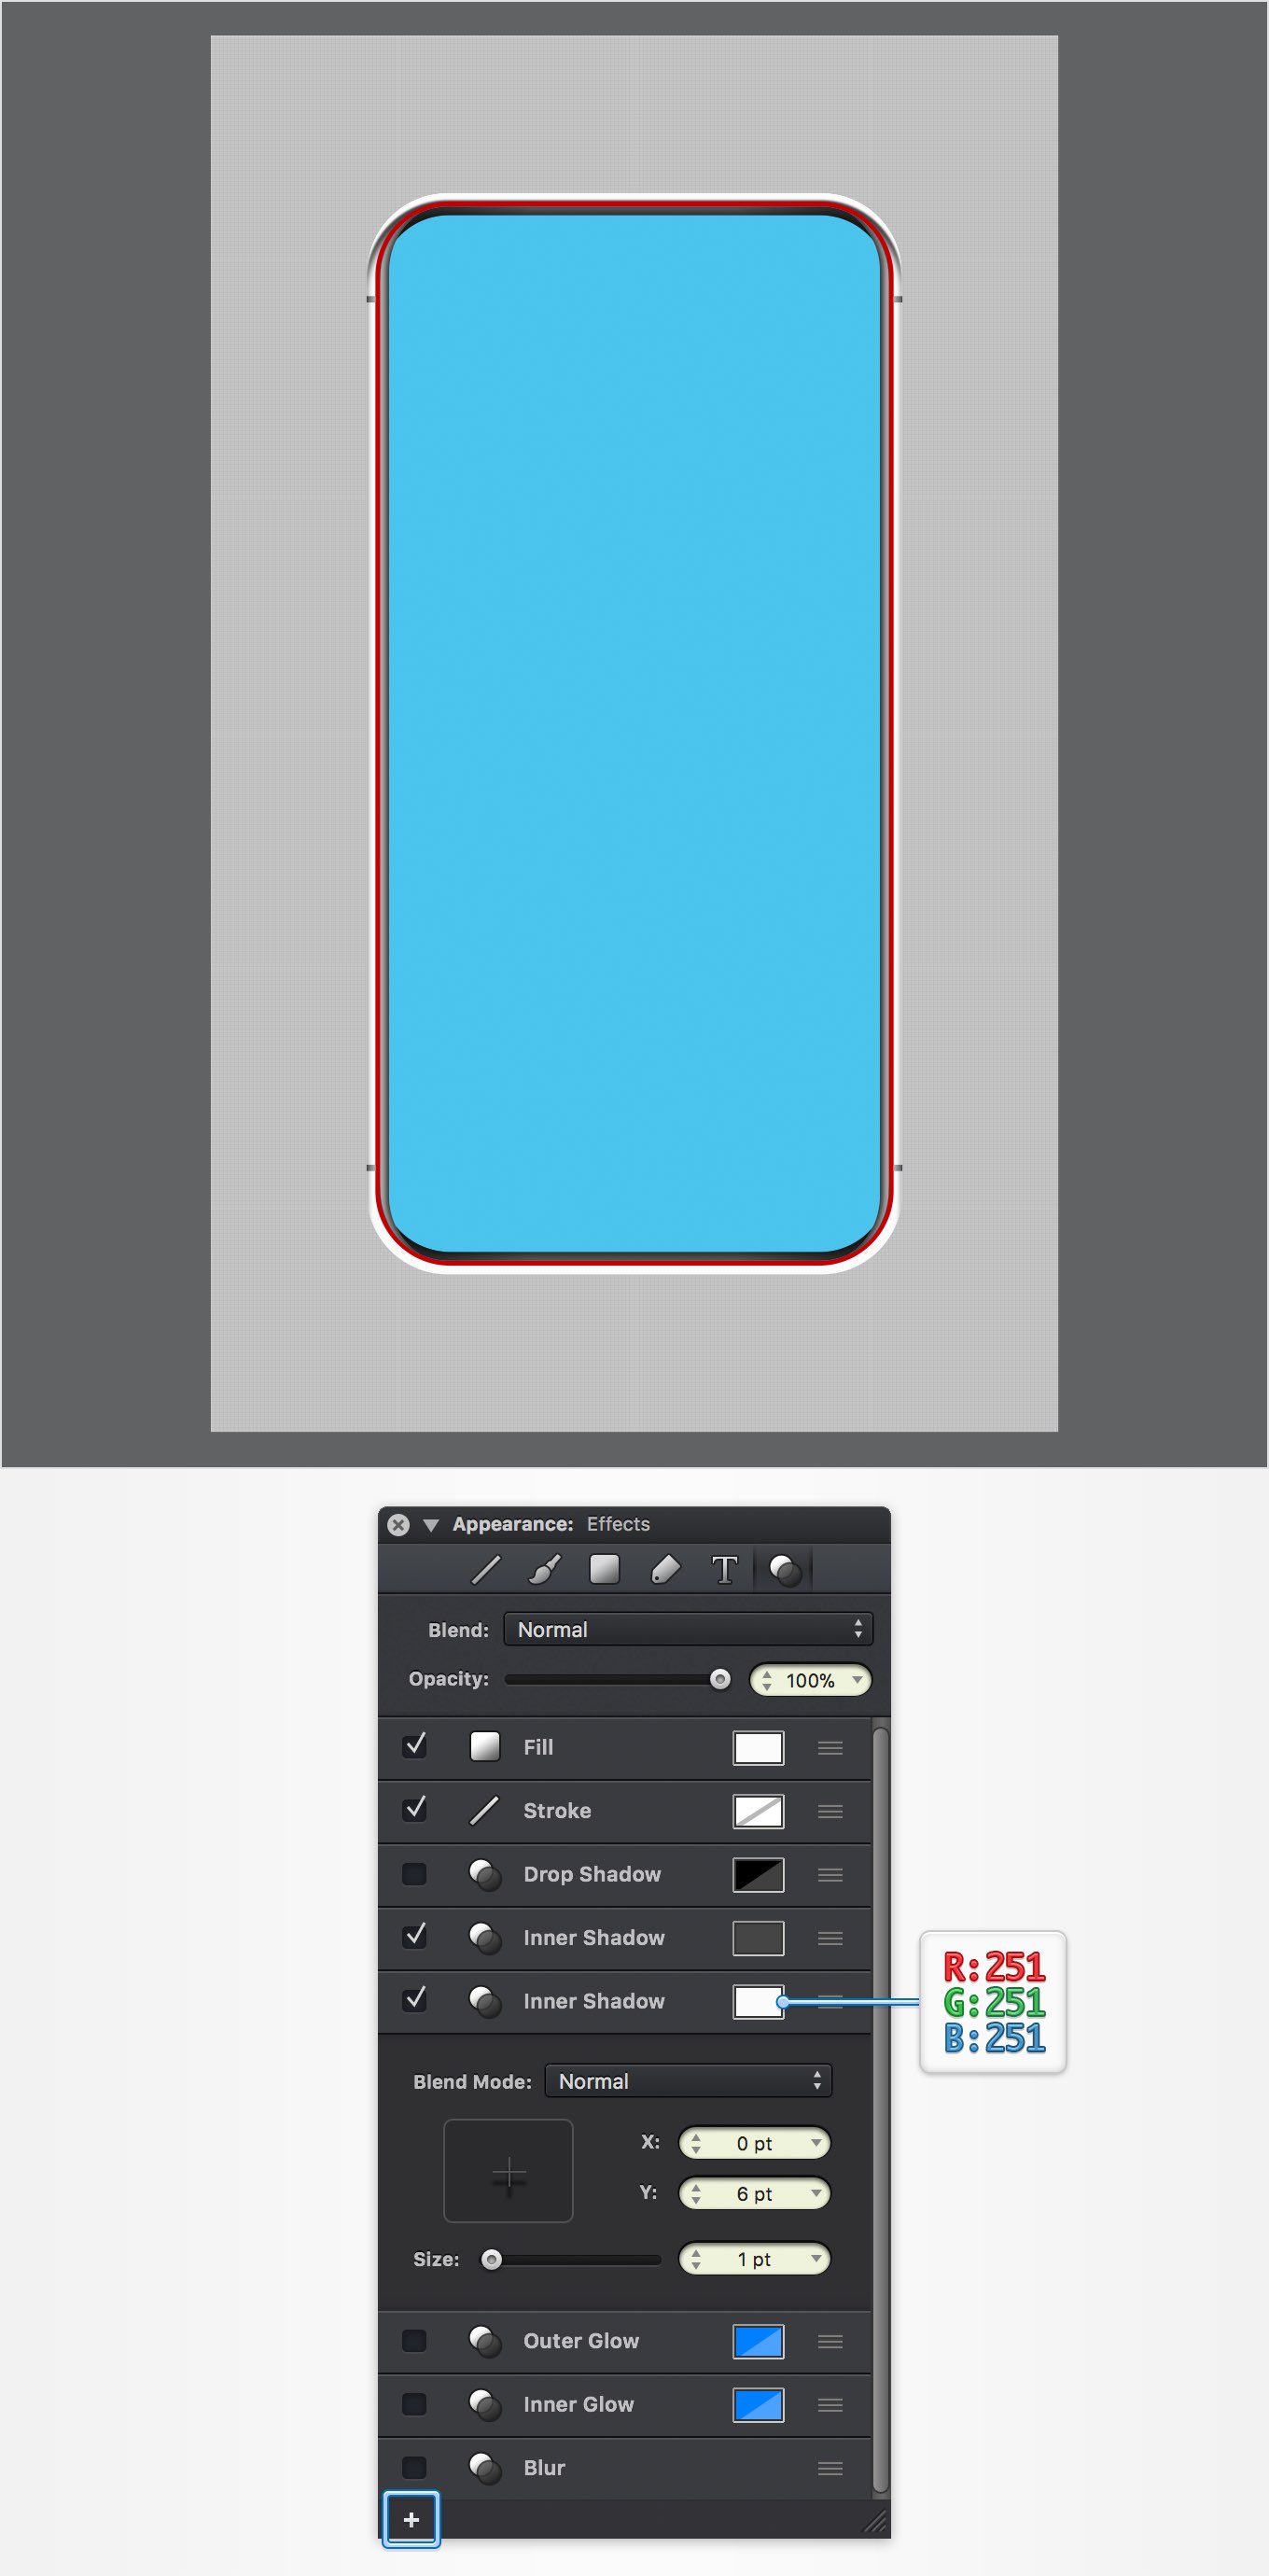 Appearance: Effects
T
Blend: Normal
Opacity: 100%
Fill
Stroke
Drop Shadow
Inner Shadow
Inner Shadow
R:251
G:251
B:251
Blend Mode: Normal
X: 0 pt
Y: 6 pt
Size: 1 pt
Outer Glow
Inner Glow
Blur
+